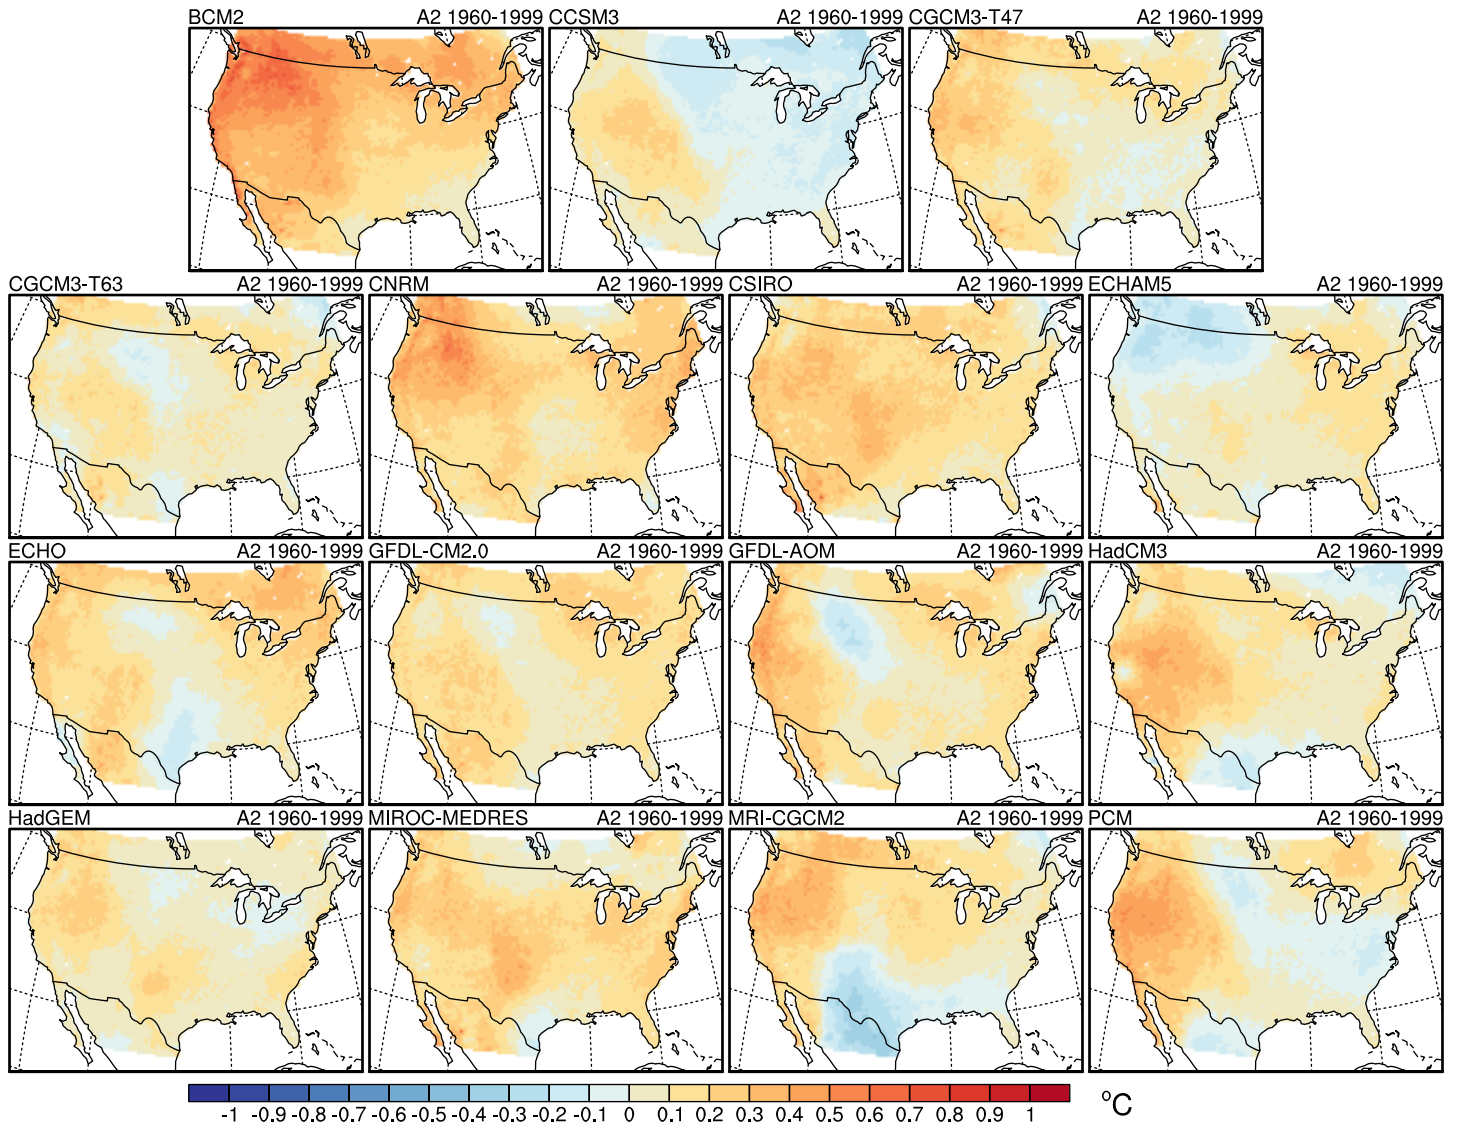 BCM2 A2 1960-1999 CCSM3 A2 1960-1999 CGCM3-T47 A2 1960-1999
CGCM3-T63 A2 1960-1999 CNRM A2 1960-1999 CSIRO A2 1960-1999 ECHAM5 A2 1960-1999
ECHO A2 1960-1999 GFDL-CM2.0 A2 1960-1999 GFDL-AOM A2 1960-1999 HadCM3 A2 1960-1999
HadGEM A2 1960-1999 MIROC-MEDRES A2 1960-1999 MRI-CGCM2 A2 1960-1999 PCM A2 1960-1999
-1 -0.9 -0.8 -0.7 -0.6 -0.5 -0.4 -0.3 -0.2 -0.1 0 0.1 0.2 0.3 0.4 0.5 0.6 0.7 0.8 0.9 1 °C